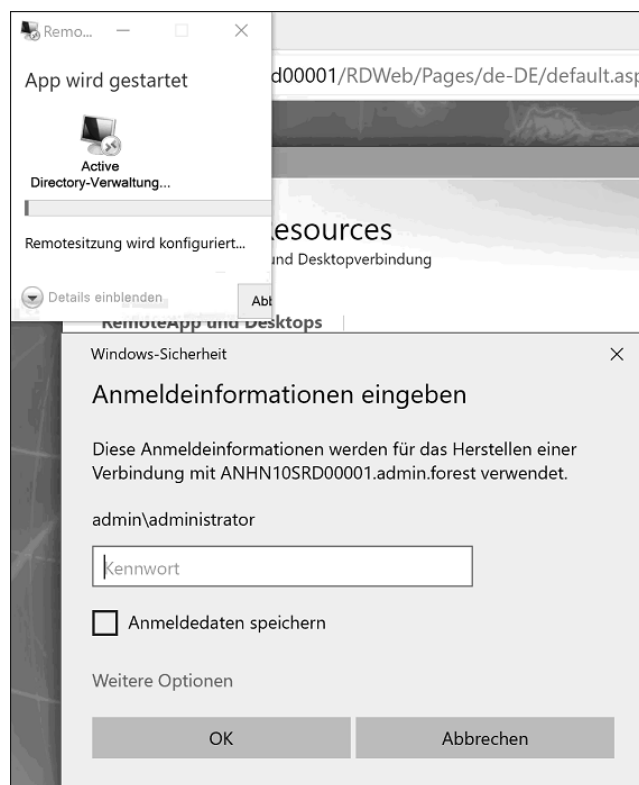 Remo...
App wird gestartet
d00001/RDWeb/Pages/de-DE/default.asp
Active
Directory-Verwaltung...
Resources
Remotesitzung wird konfiguriert...
und Desktopverbindung
Details einblenden
Abb
RemoteApp und Desktops
Windows-Sicherheit
Anmeldeinformationen eingeben
Diese Anmeldeinformationen werden für das Herstellen einer
Verbindung mit ANHN10SRD00001.admin.forest verwendet.
admin\administrator
Kennwort
Anmeldedaten speichern
Weitere Optionen
OK
Abbrechen